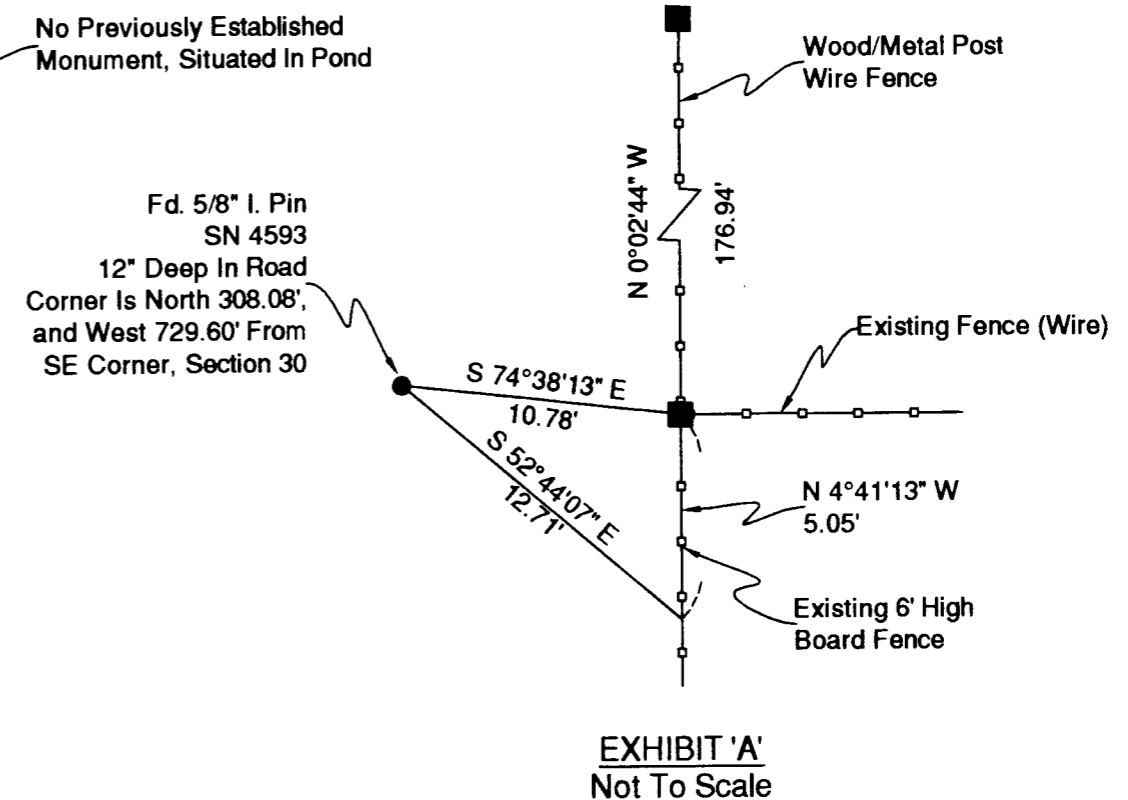 No Previously Established
Monument, Situated In Pond
Wood/Metal Post
Wire Fence
N 0°02'44" W
176.94'
Fd. 5/8" I. Pin
SN 4593
12" Deep In Road
Corner Is North 308.08',
and West 729.60' From
SE Corner, Section 30
Existing Fence (Wire)
S 74°38'13" E
10.78'
S 52°44'07" E
12.71'
N 4°41'13" W
5.05'
Existing 6' High
Board Fence
EXHIBIT 'A'
Not To Scale